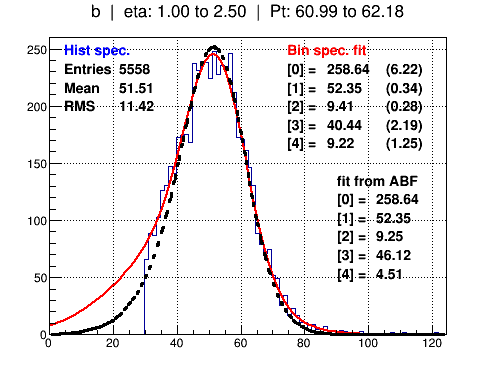 b | eta: 1.00 to 2.50 | Pt: 60.99 to 62.18
Hist spec.
Entries 5558
Mean 51.51
RMS 11.42
Bin spec. fit
[0] = 258.64 (6.22)
[1] = 52.35 (0.34)
[2] = 9.41 (0.28)
[3] = 40.44 (2.19)
[4] = 9.22 (1.25)
fit from ABF
[0] = 258.64
[1] = 52.35
[2] = 9.25
[3] = 46.12
[4] = 4.51
250
200
150
100
50
0
0 20 40 60 80 100 120